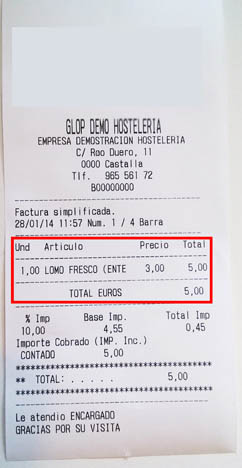 GLOP DEMO HOSTELERIA
EMPRESA DEMOSTRACION HOSTELERIA
C/ Roo Duero, 11
0000 Castalla
Tlf. 965 561 72
B00000000
Factura simplificada.
28/01/14 11:57 Num. 1 / 4 Barra
Und Articulo Precio Total
1,00 LOMO FRESCO (ENTE 3,00 5,00
TOTAL EUROS 5,00
% Imp Base Imp. Total Imp
10,00 4,55 0,45
Importe Cobrado (IMP. Inc.)
CONTADO 5,00
** TOTAL: . . . . . 5,00
Le atendio ENCARGADO
GRACIAS POR SU VISITA